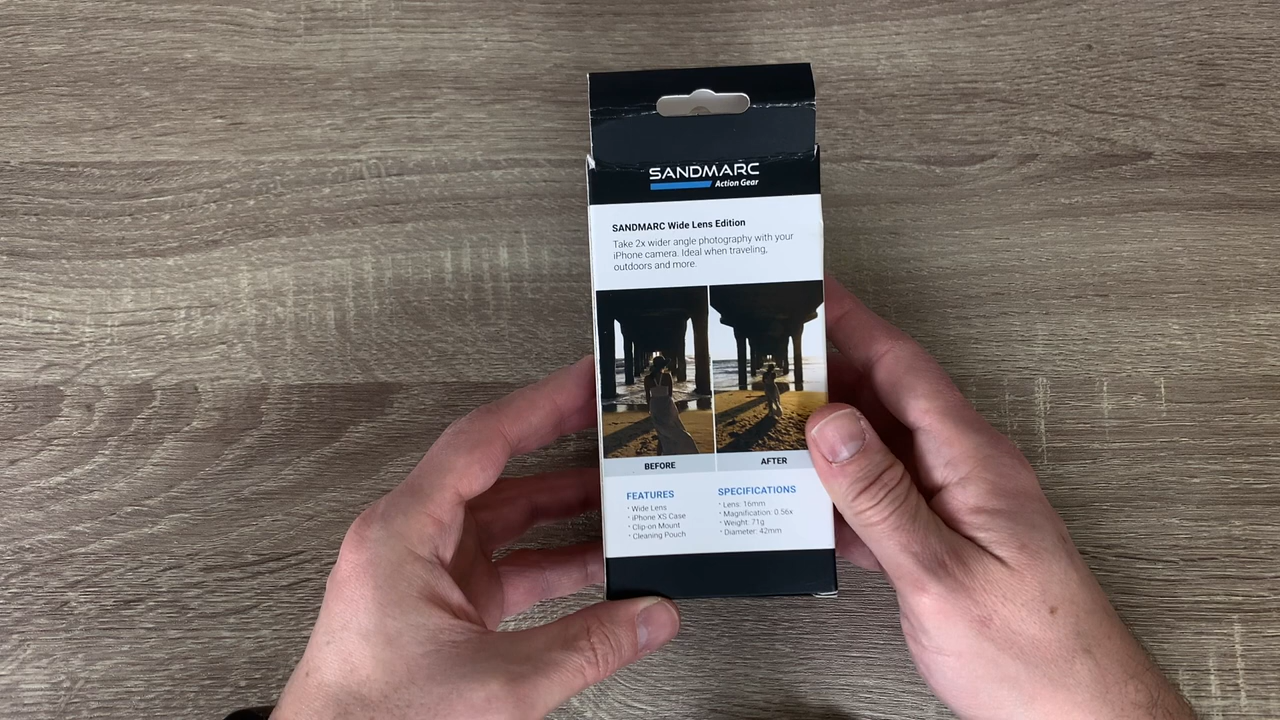 SANDMARC
Action Gear
SANDMARC Wide Lens Edition
Take 2x wider angle photography with your
iPhone camera. Ideal when traveling,
outdoors and more.
BEFORE
AFTER
FEATURES
· Wide Lens
· iPhone XS Case
· Clip-on Mount
· Cleaning Pouch
SPECIFICATIONS
· Lens: 16mm
· Magnification: 0.56x
· Weight: 71g
· Diameter: 42mm